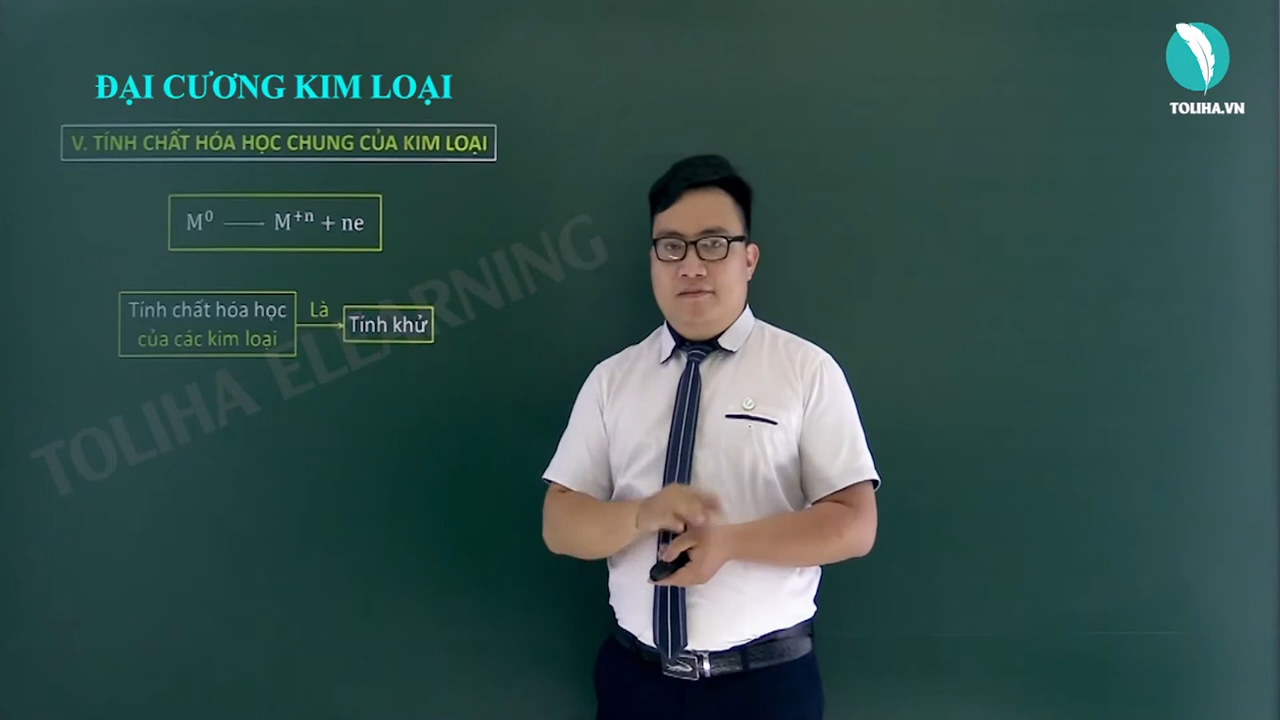 ĐẠI CƯƠNG KIM LOẠI
TOLIHA.VN
V. TÍNH CHẤT HÓA HỌC CHUNG CỦA KIM LOẠI
M⁰ —— M⁺ⁿ + ne
Tính chất hóa học
của các kim loại
Là
Tính khử
TOLIHA ELEARNING